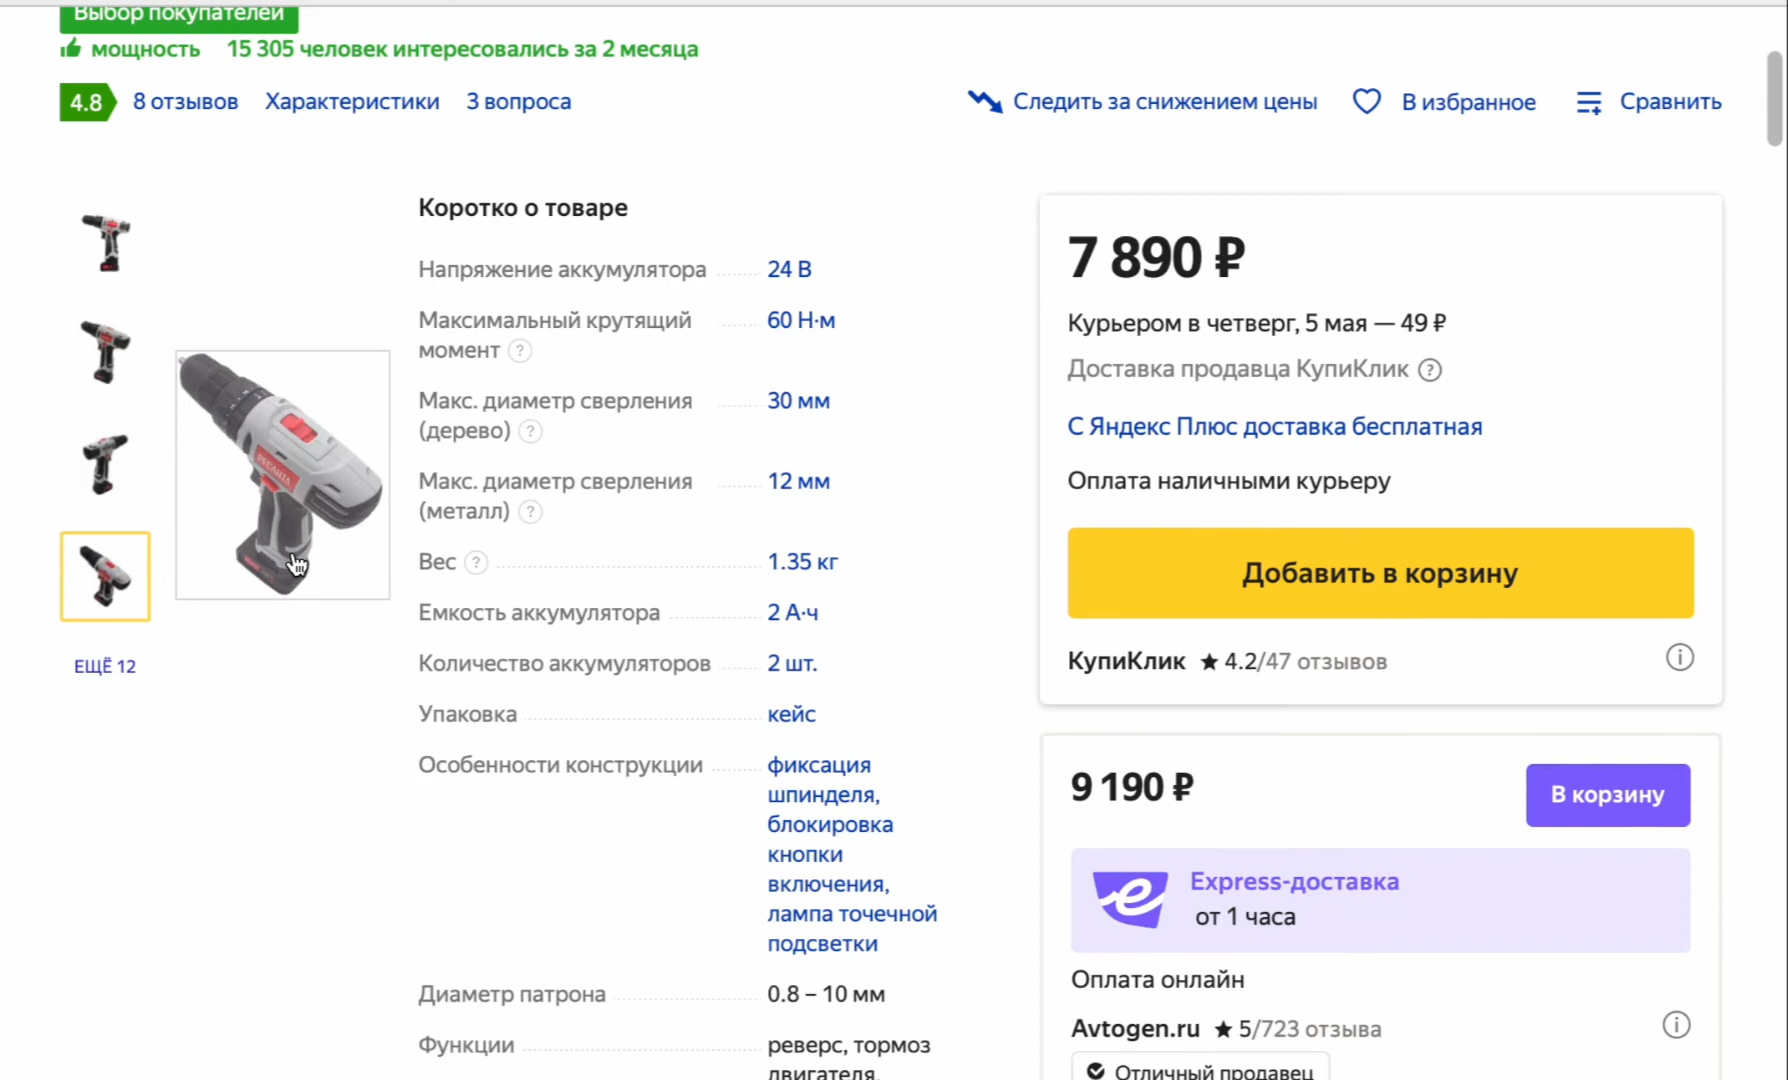 Выбор покупателей
мощность 15 305 человек интересовались за 2 месяца
4.8 8 отзывов Характеристики 3 вопроса Следить за снижением цены В избранное Сравнить
Коротко о товаре
Напряжение аккумулятора 24 В
Максимальный крутящий 60 Н·м
момент ?
Макс. диаметр сверления 30 мм
(дерево) ?
Макс. диаметр сверления 12 мм
(металл) ?
Вес ? 1.35 кг
Емкость аккумулятора 2 А·ч
Количество аккумуляторов 2 шт.
Упаковка кейс
Особенности конструкции фиксация
шпинделя,
блокировка
кнопки
включения,
лампа точечной
подсветки
Диаметр патрона 0.8 – 10 мм
Функции реверс, тормоз
двигателя,
РЕСАНТА
ЕЩЁ 12
7 890 ₽
Курьером в четверг, 5 мая — 49 ₽
Доставка продавца КупиКлик ?
С Яндекс Плюс доставка бесплатная
Оплата наличными курьеру
Добавить в корзину
КупиКлик ★ 4.2/47 отзывов
9 190 ₽
В корзину
Express-доставка
от 1 часа
Оплата онлайн
Avtogen.ru ★ 5/723 отзыва
Отличный продавец